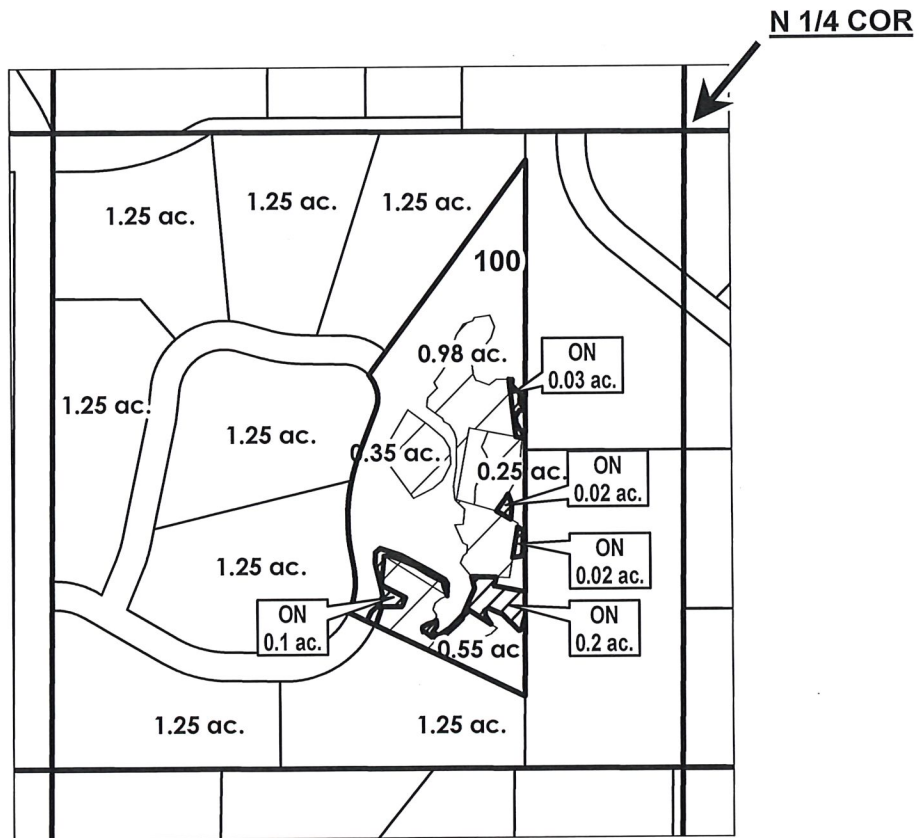 N 1/4 COR
1.25 ac.
1.25 ac.
1.25 ac.
100
0.98 ac.
ON
0.03 ac.
1.25 ac.
1.25 ac.
0.35 ac.
0.25 ac.
ON
0.02 ac.
ON
0.02 ac.
1.25 ac.
ON
0.1 ac.
ON
0.2 ac.
0.55 ac
1.25 ac.
1.25 ac.